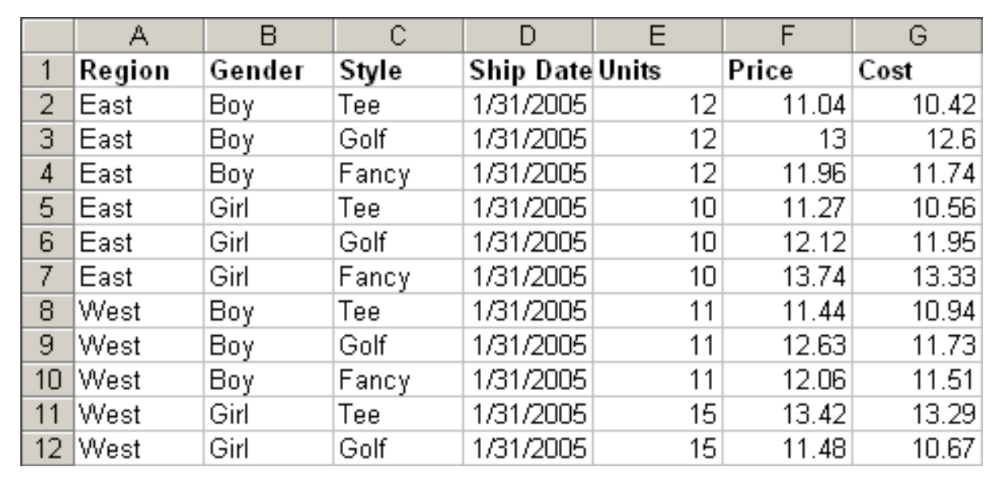 A B C D E F G
1 Region Gender Style Ship Date Units Price Cost
2 East Boy Tee 1/31/2005 12 11.04 10.42
3 East Boy Golf 1/31/2005 12 13 12.6
4 East Boy Fancy 1/31/2005 12 11.96 11.74
5 East Girl Tee 1/31/2005 10 11.27 10.56
6 East Girl Golf 1/31/2005 10 12.12 11.95
7 East Girl Fancy 1/31/2005 10 13.74 13.33
8 West Boy Tee 1/31/2005 11 11.44 10.94
9 West Boy Golf 1/31/2005 11 12.63 11.73
10 West Boy Fancy 1/31/2005 11 12.06 11.51
11 West Girl Tee 1/31/2005 15 13.42 13.29
12 West Girl Golf 1/31/2005 15 11.48 10.67